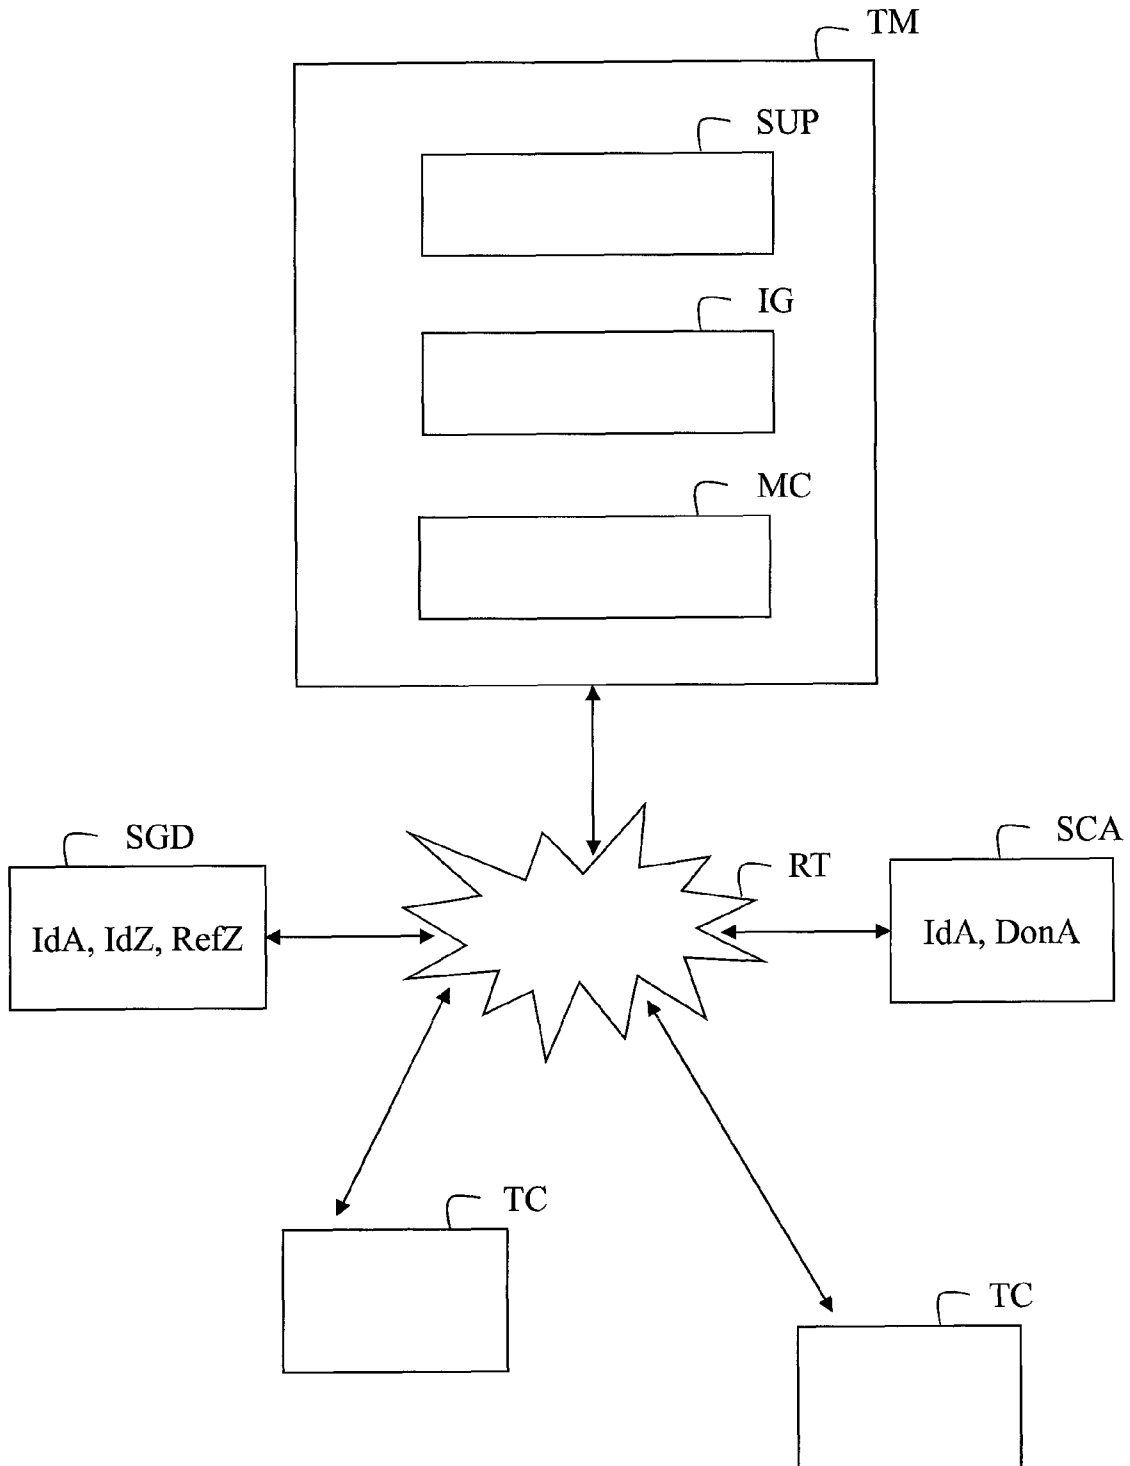 TM
SUP
IG
MC
SGD
SCA
RT
IdA, IdZ, RefZ
IdA, DonA
TC
TC